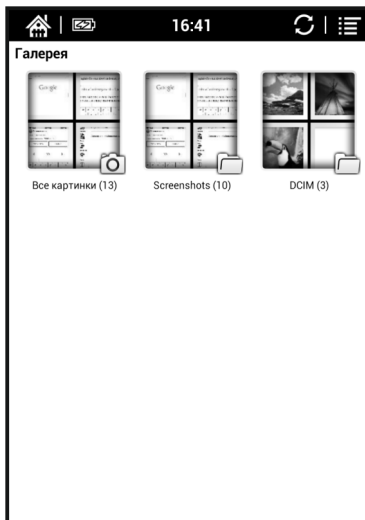 16:41
Галерея
Все картинки (13)
Screenshots (10)
DCIM (3)